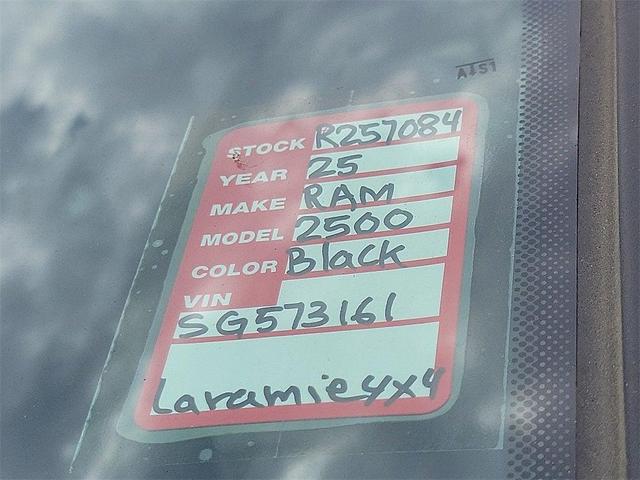 AS1
STOCK R257084
YEAR 25
MAKE RAM
MODEL 2500
COLOR Black
VIN
SG573161
Laramie 4x4